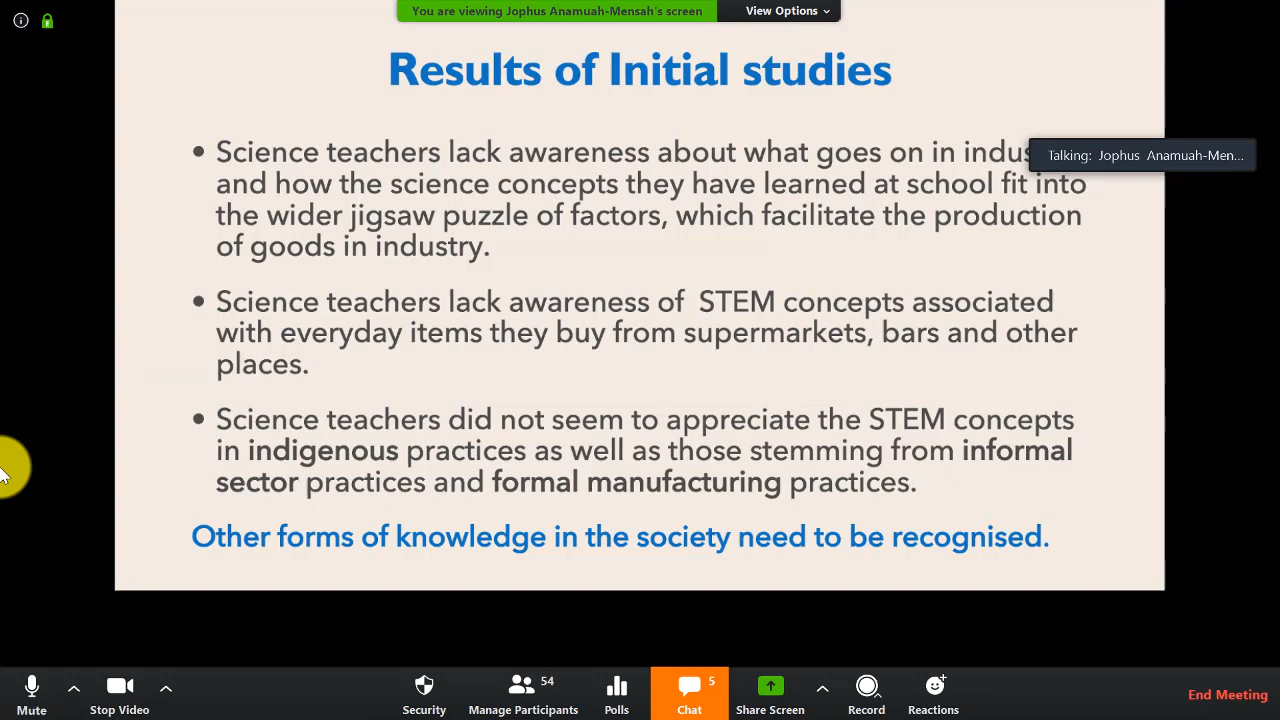 You are viewing Jophus Anamuah-Mensah's screen
View Options
Results of Initial studies
• Science teachers lack awareness about what goes on in
Talking: Jophus Anamuah-Men...
and how the science concepts they have learned at school fit into
the wider jigsaw puzzle of factors, which facilitate the production
of goods in industry.
• Science teachers lack awareness of STEM concepts associated
with everyday items they buy from supermarkets, bars and other
places.
• Science teachers did not seem to appreciate the STEM concepts
in indigenous practices as well as those stemming from informal
sector practices and formal manufacturing practices.
Other forms of knowledge in the society need to be recognised.
54
5
Mute
Stop Video
Security
Manage Participants
Polls
Chat
Share Screen
Record
Reactions
End Meeting